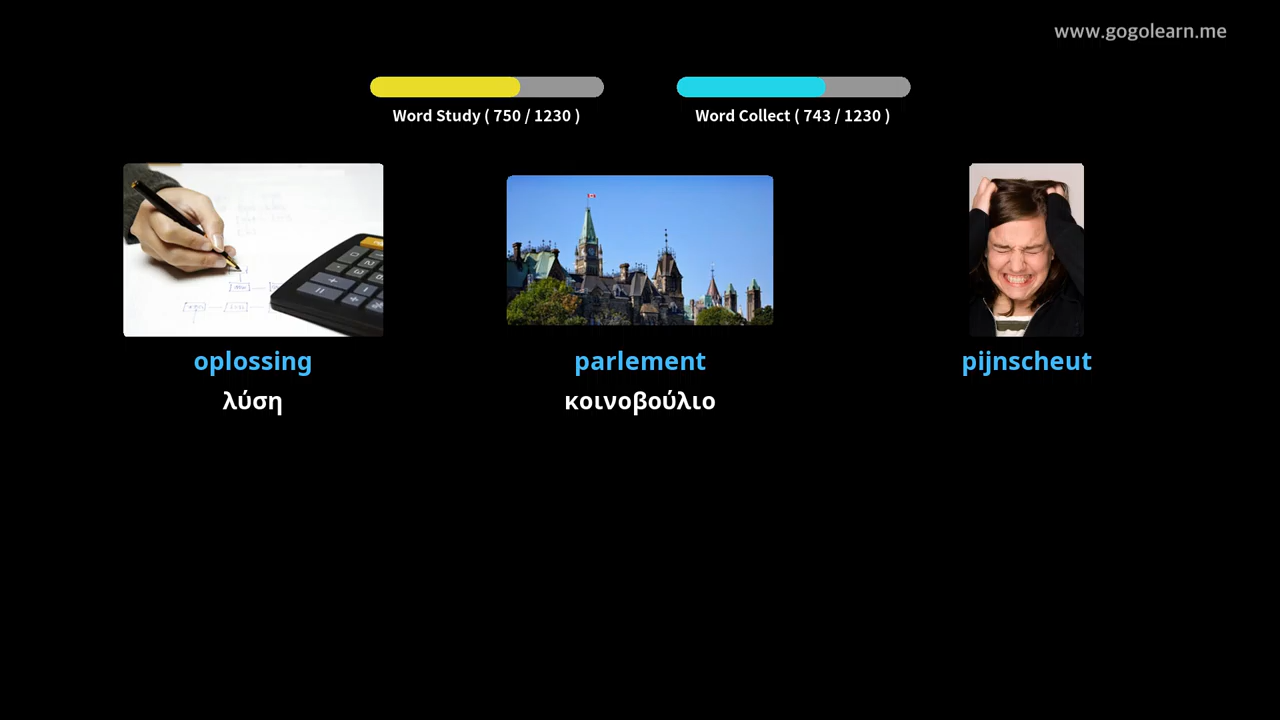 www.gogolearn.me
Word Study ( 750 / 1230 )
Word Collect ( 743 / 1230 )
oplossing
parlement
pijnscheut
λύση
κοινοβούλιο